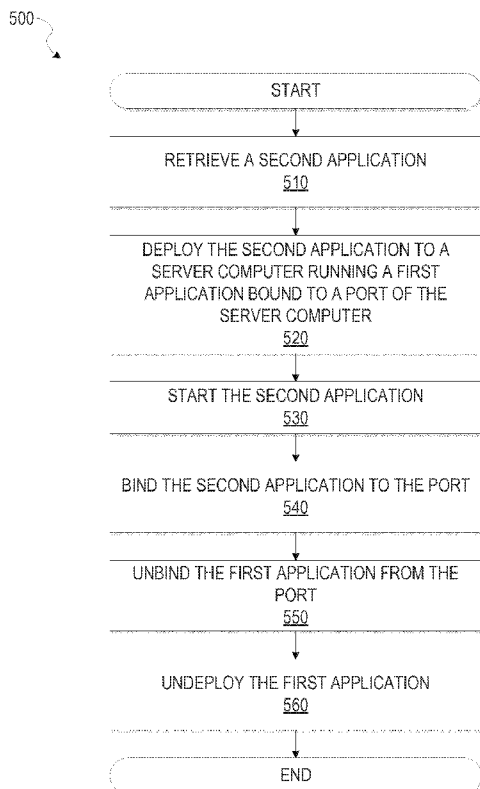 500
START
RETRIEVE A SECOND APPLICATION
510
DEPLOY THE SECOND APPLICATION TO A
SERVER COMPUTER RUNNING A FIRST
APPLICATION BOUND TO A PORT OF THE
SERVER COMPUTER
520
START THE SECOND APPLICATION
530
BIND THE SECOND APPLICATION TO THE PORT
540
UNBIND THE FIRST APPLICATION FROM THE
PORT
550
UNDEPLOY THE FIRST APPLICATION
560
END